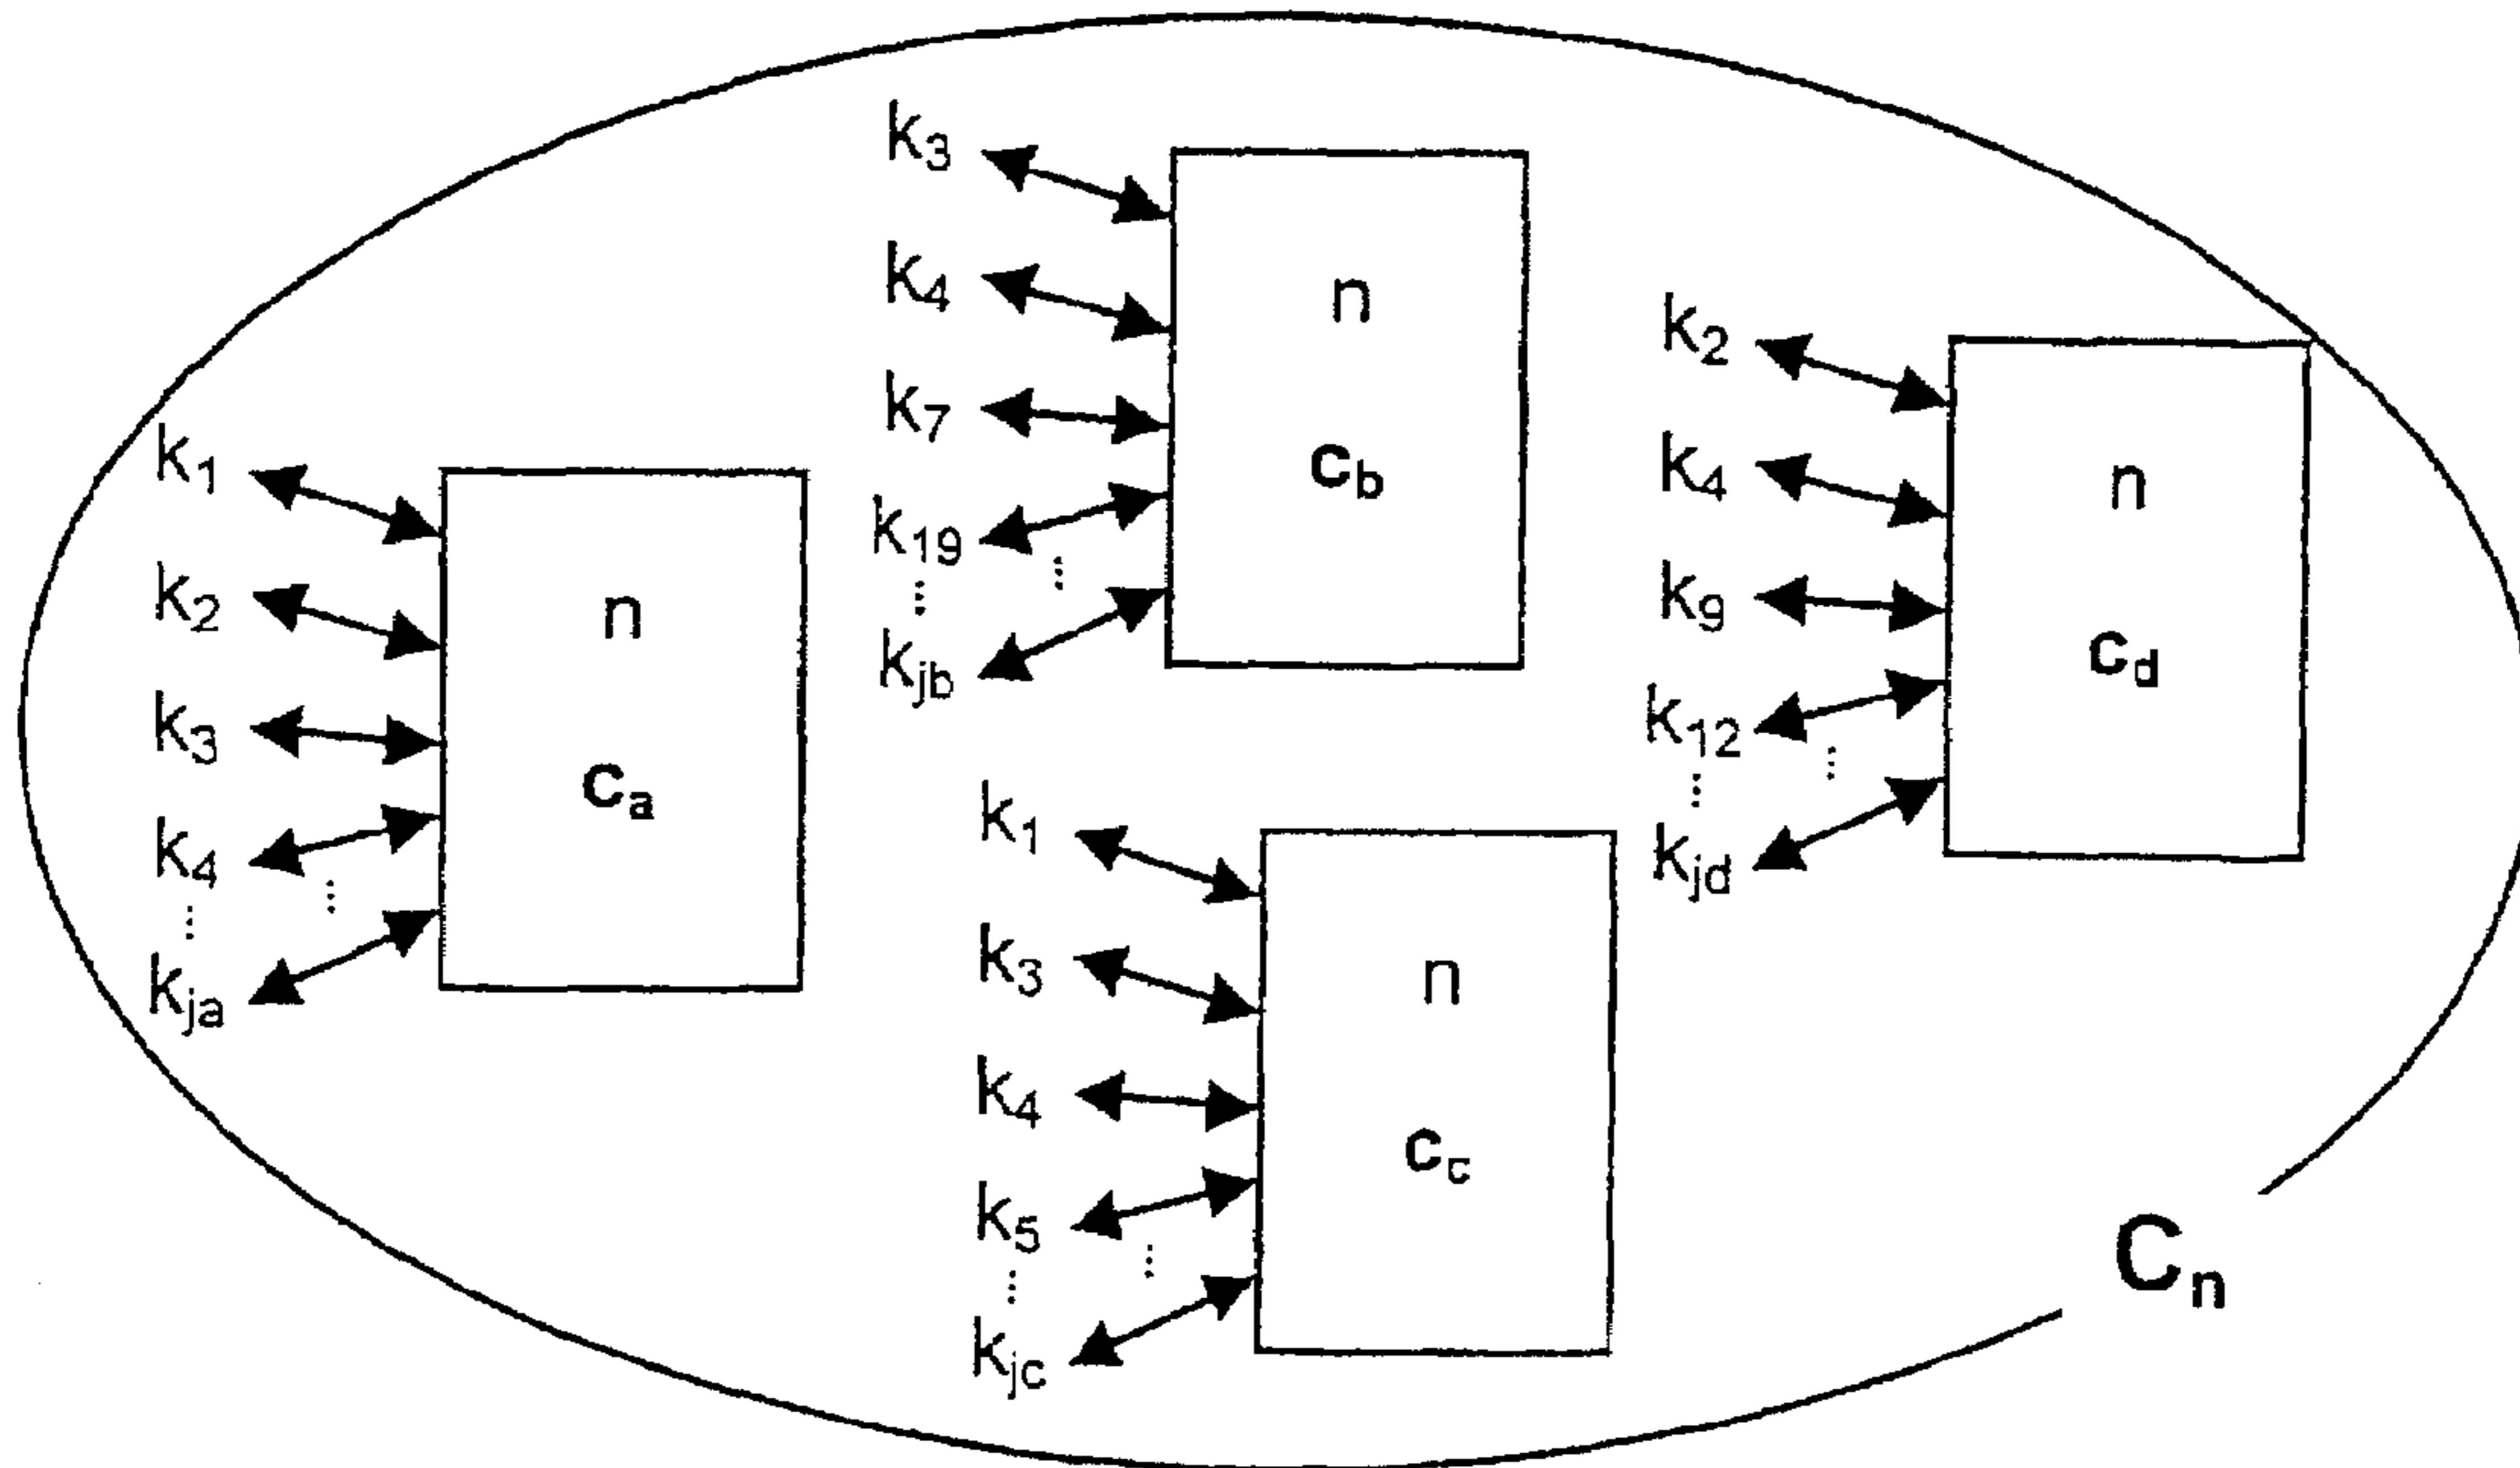 k1
k2
k3
k4
⋮
⋮
kja
n
ca
k3
k4
k7
k19
⋮
⋮
kjb
n
cb
k1
k3
k4
k5
⋮
⋮
kjc
n
cc
k2
k4
k9
k12
⋮
⋮
kjd
n
cd
Cn